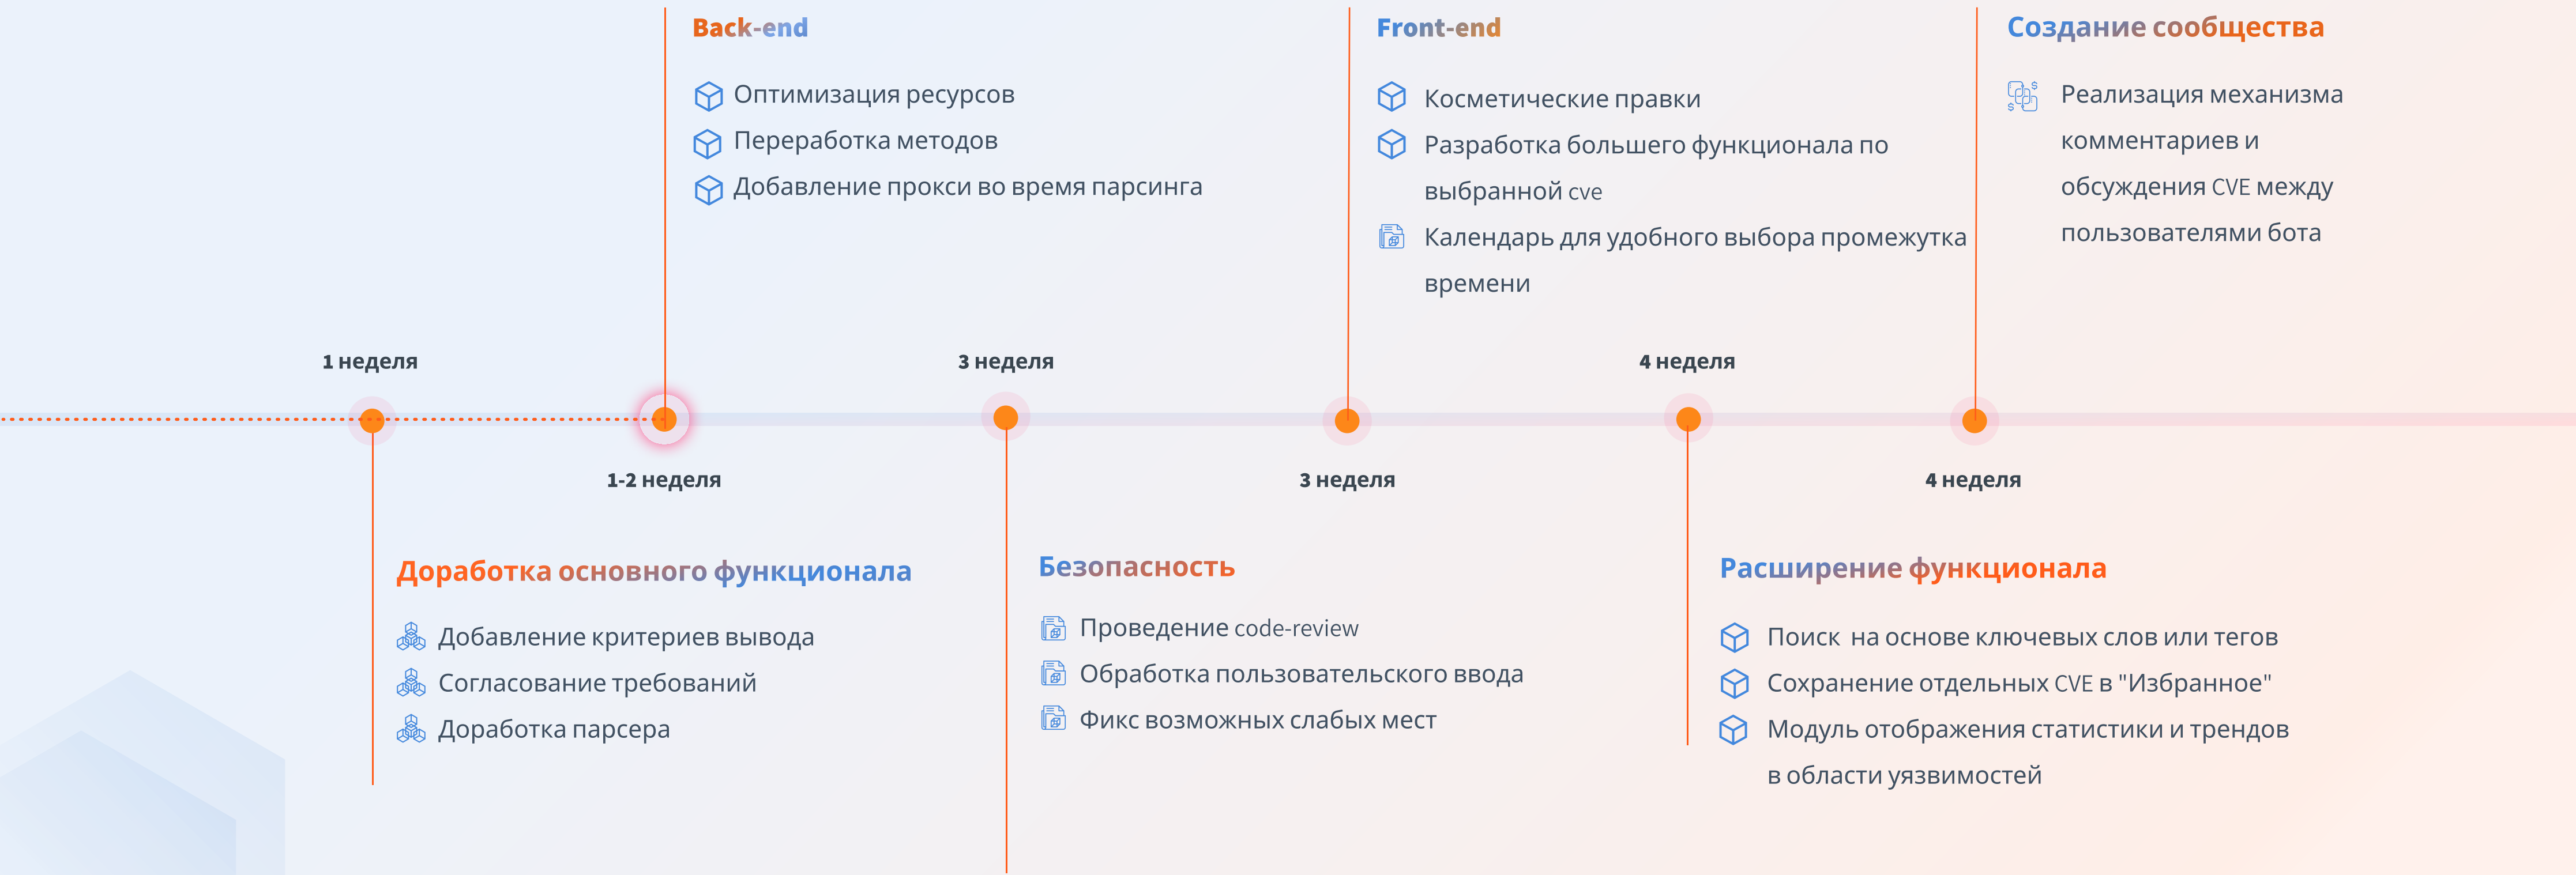 Back-end
Оптимизация ресурсов
Переработка методов
Добавление прокси во время парсинга
Front-end
Косметические правки
Разработка большего функционала по
выбранной cve
Календарь для удобного выбора промежутка
времени
Создание сообщества
Реализация механизма
комментариев и
обсуждения CVE между
пользователями бота
1 неделя
3 неделя
4 неделя
1-2 неделя
3 неделя
4 неделя
Доработка основного функционала
Добавление критериев вывода
Согласование требований
Доработка парсера
Безопасность
Проведение code-review
Обработка пользовательского ввода
Фикс возможных слабых мест
Расширение функционала
Поиск  на основе ключевых слов или тегов
Сохранение отдельных CVE в "Избранное"
Модуль отображения статистики и трендов
в области уязвимостей